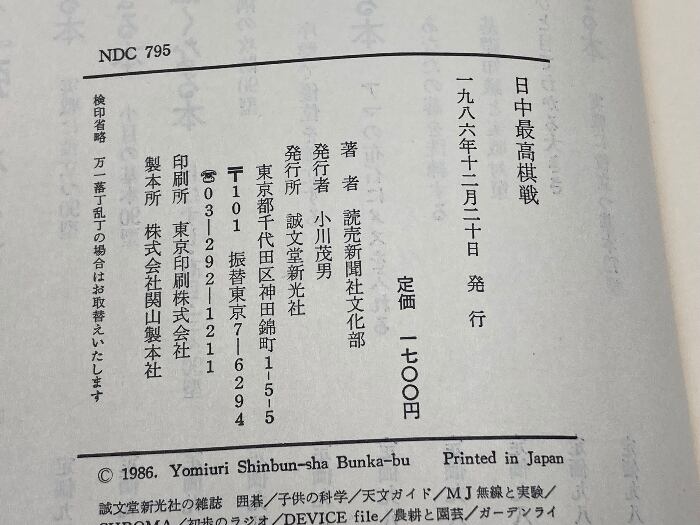 NDC 795
日中最高棋戦
一九八六年十二月二十日 発行
定価 一七〇〇円
著者 読売新聞社文化部
発行者 小川茂男
発行所 誠文堂新光社
東京都千代田区神田錦町1-5-5
〒101 振替東京7―6294
☎03―292―1211
印刷所 東京印刷株式会社
製本所 株式会社関山製本社
検印省略 万一落丁乱丁の場合はお取替えいたします
© 1986. Yomiuri Shinbun-sha Bunka-bu Printed in Japan
誠文堂新光社の雑誌 囲碁/子供の科学/天文ガイド/MJ無線と実験/
CHROMA/初歩のラジオ/DEVICE file/農耕と園芸/ガーデンライ